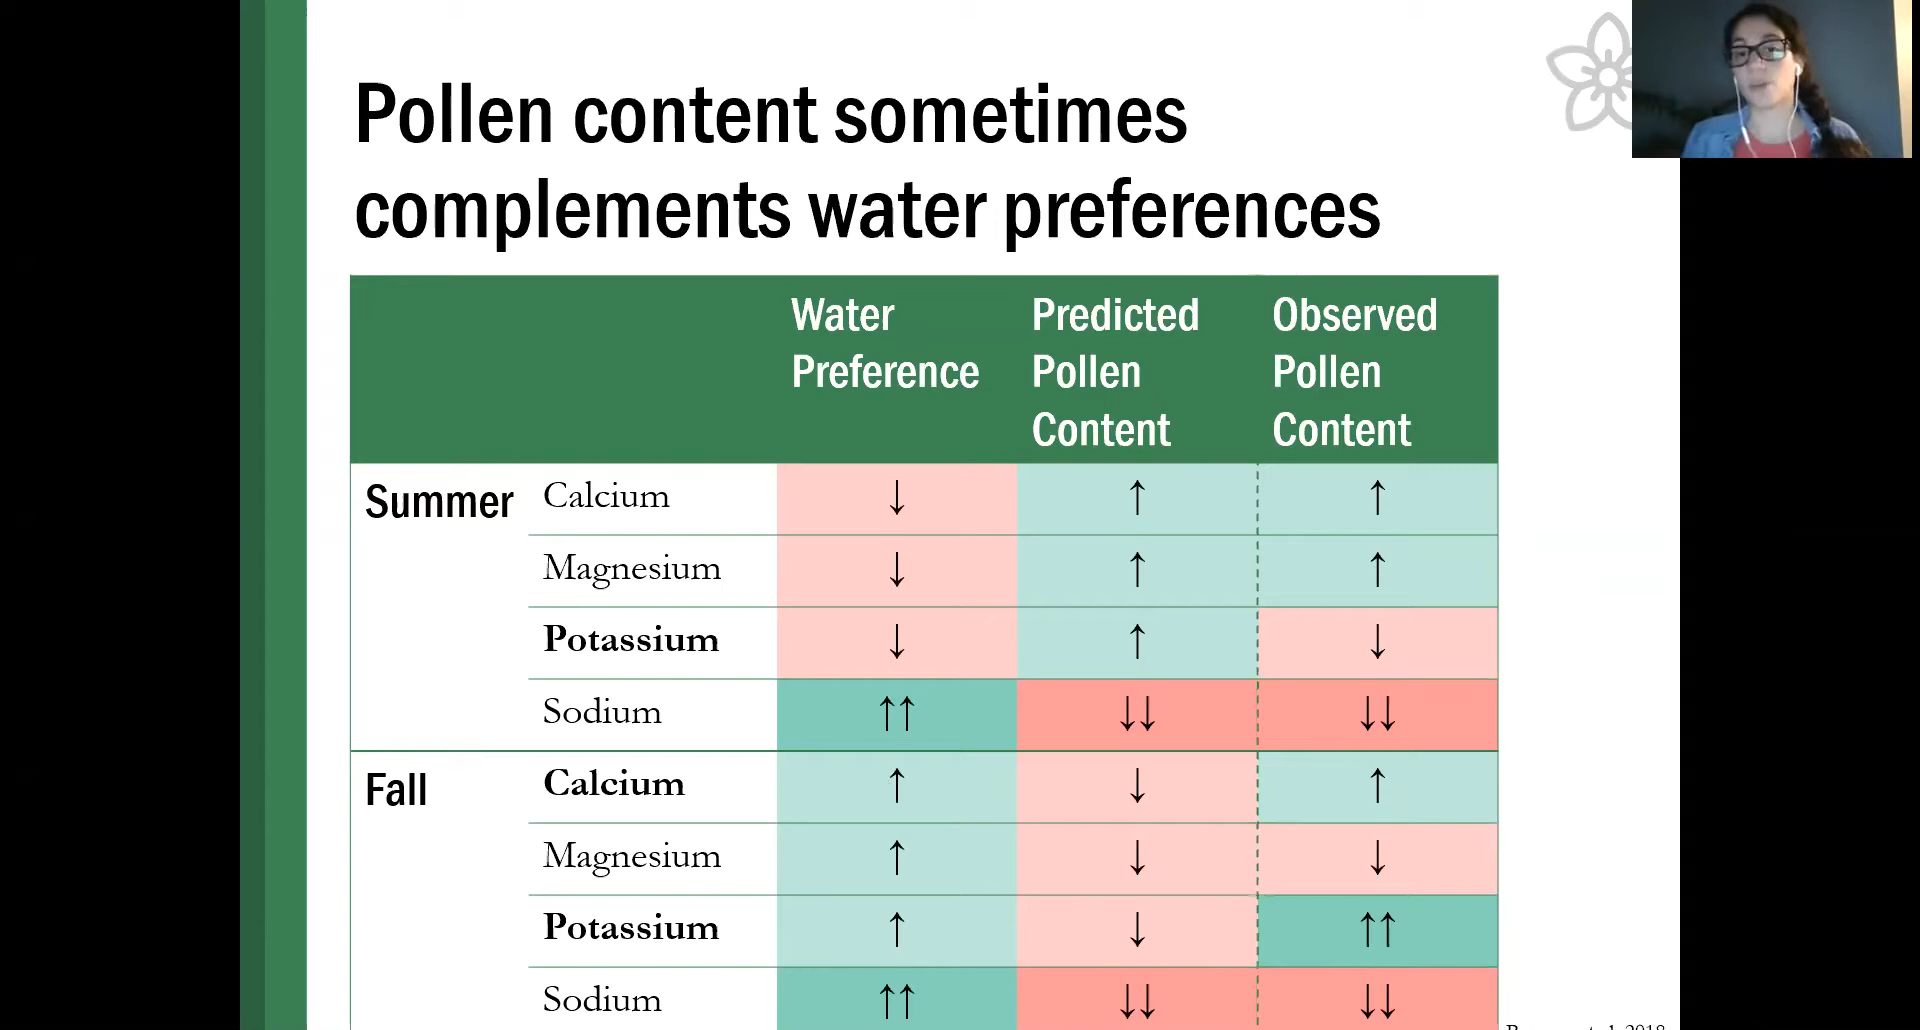 Pollen content sometimes
complements water preferences
Water Preference Predicted Pollen Content Observed Pollen Content
Summer Calcium ↓ ↑ ↑
Magnesium ↓ ↑ ↑
Potassium ↓ ↑ ↓
Sodium ↑↑ ↓↓ ↓↓
Fall Calcium ↑ ↓ ↑
Magnesium ↑ ↓ ↓
Potassium ↑ ↓ ↑↑
Sodium ↑↑ ↓↓ ↓↓
2018